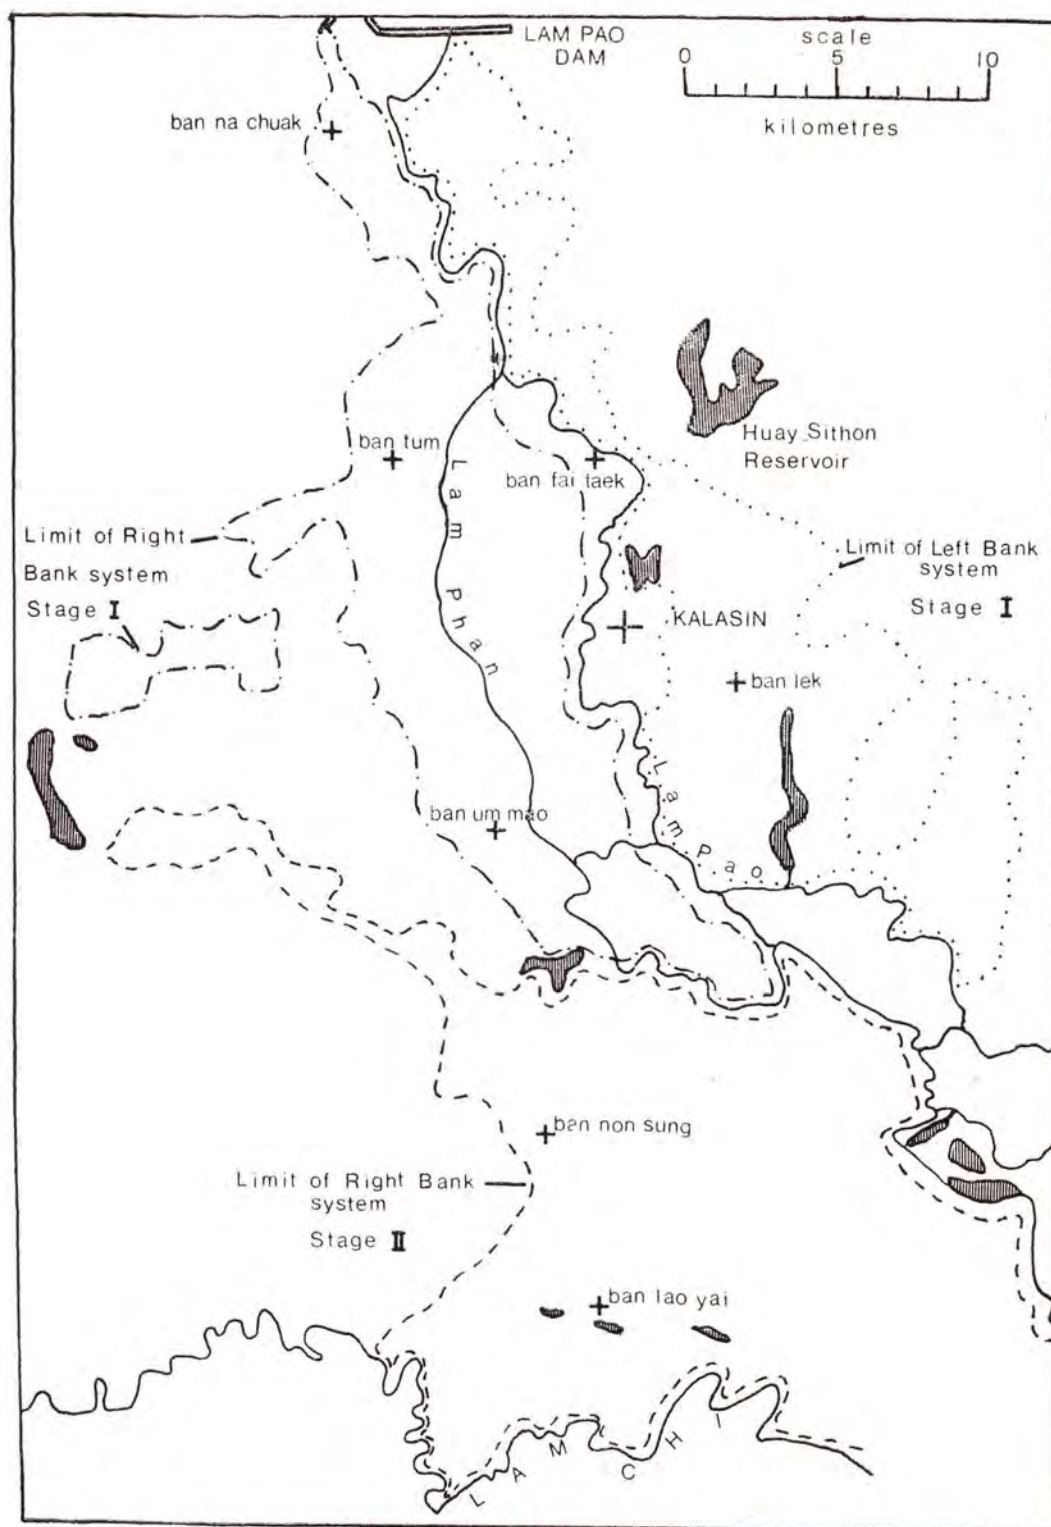 LAM PAO
DAM
scale
0 5 10
kilometres
ban na chuak
Huay Sithon
Reservoir
ban tum
ban fai taek
Lam Phan
Limit of Right
Bank system
Stage I
Limit of Left Bank
system
Stage I
KALASIN
ban lek
Lam Pao
ban um mao
ban non sung
Limit of Right Bank
system
Stage II
ban lao yai
LAM CHI